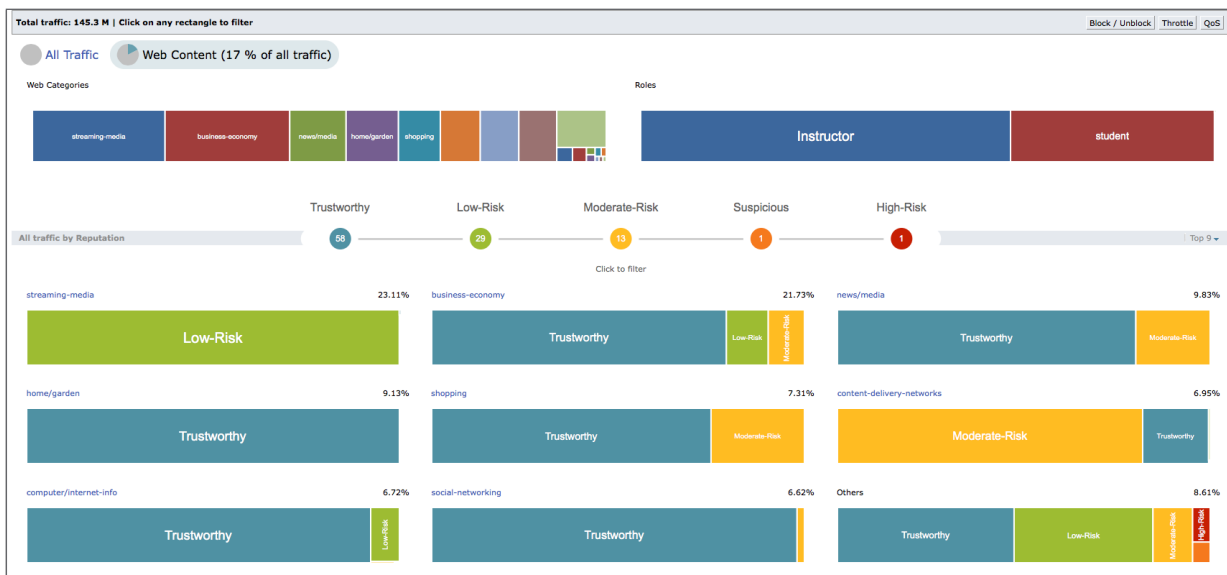 Total traffic: 145.3 M | Click on any rectangle to filter
Block / Unblock
Throttle
QoS
All Traffic
Web Content (17 % of all traffic)
Web Categories
Roles
streaming-media
business-economy
news/media
home/garden
shopping
Instructor
student
Trustworthy
Low-Risk
Moderate-Risk
Suspicious
High-Risk
All traffic by Reputation
58
29
13
1
1
Top 9
Click to filter
streaming-media 23.11%
business-economy 21.73%
news/media 9.83%
Low-Risk
Trustworthy
Low-Risk
Moderate-Risk
Trustworthy
Moderate-Risk
home/garden 9.13%
shopping 7.31%
content-delivery-networks 6.95%
Trustworthy
Trustworthy
Moderate-Risk
Moderate-Risk
Trustworthy
computer/internet-info 6.72%
social-networking 6.62%
Others 8.61%
Trustworthy
Low-Risk
Trustworthy
Trustworthy
Low-Risk
Moderate-Risk
High-Risk